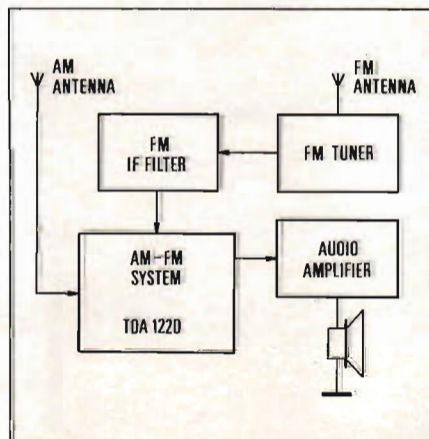 AM
ANTENNA
FM
ANTENNA
FM
IF FILTER
FM TUNER
AM-FM
SYSTEM
TDA 1220
AUDIO
AMPLIFIER